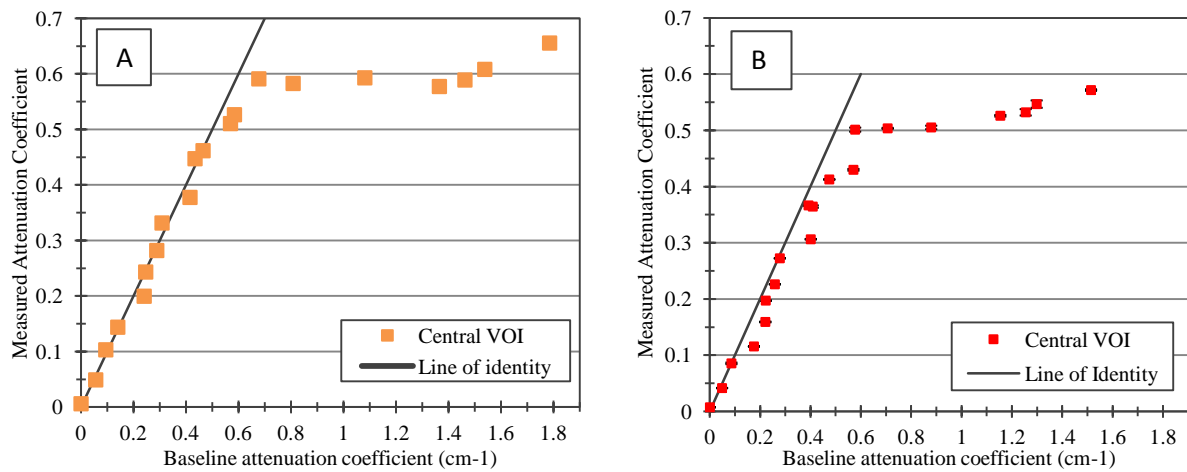 A
0.7
0.6
0.5
0.4
0.3
0.2
0.1
0
Measured Attenuation Coefficient
0 0.2 0.4 0.6 0.8 1 1.2 1.4 1.6 1.8
Baseline attenuation coefficient (cm-1)
Central VOI
Line of identity
B
0.7
0.6
0.5
0.4
0.3
0.2
0.1
0
Measured Attenuation Coefficient
0 0.2 0.4 0.6 0.8 1 1.2 1.4 1.6 1.8
Baseline attenuation coefficient (cm-1)
Central VOI
Line of Identity